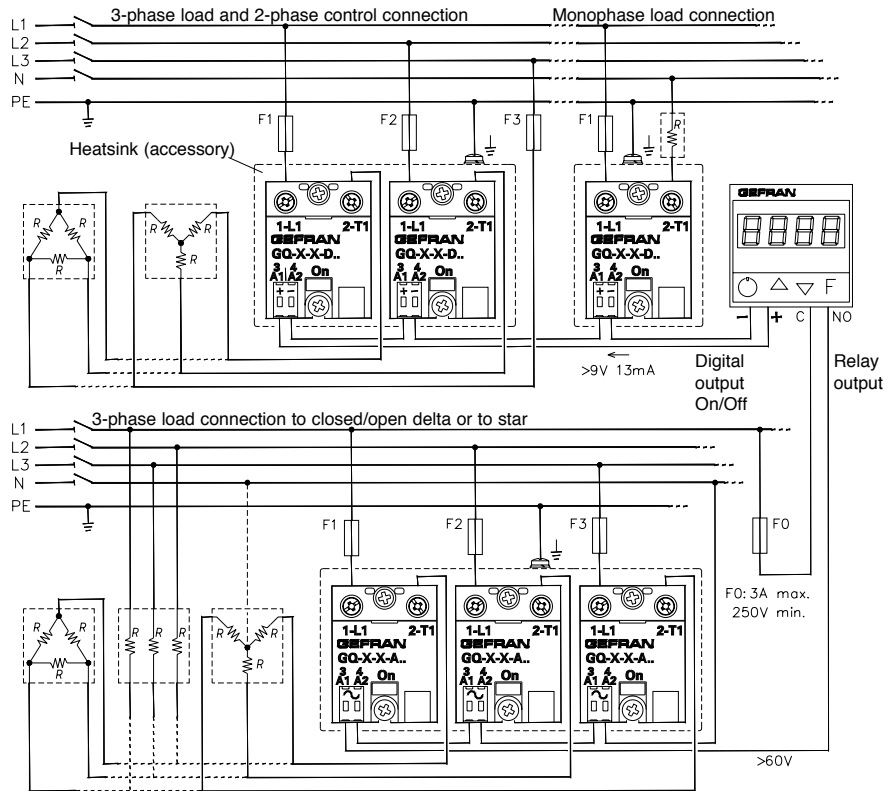 3-phase load and 2-phase control connection
Monophase load connection
L1
L2
L3
N
PE
F1
F2
F3
F1
R
Heatsink (accessory)
R
R
R
R
R
R
1-L1 2-T1
GEFRAN
GQ-X-X-D..
3 4
A1 A2 On
+ -
1-L1 2-T1
GEFRAN
GQ-X-X-D..
3 4
A1 A2 On
+ -
1-L1 2-T1
GEFRAN
GQ-X-X-D..
3 4
A1 A2 On
+ -
GEFRAN
8.8.8.8
F
- + C NO
>9V 13mA
Digital
output
On/Off
Relay
output
3-phase load connection to closed/open delta or to star
L1
L2
L3
N
PE
F1
F2
F3
F0
F0: 3A max.
250V min.
R
R
R
R
R
R
R
R
R
1-L1 2-T1
GEFRAN
GQ-X-X-A..
3 4
A1 A2 On
1-L1 2-T1
GEFRAN
GQ-X-X-A..
3 4
A1 A2 On
1-L1 2-T1
GEFRAN
GQ-X-X-A..
3 4
A1 A2 On
>60V